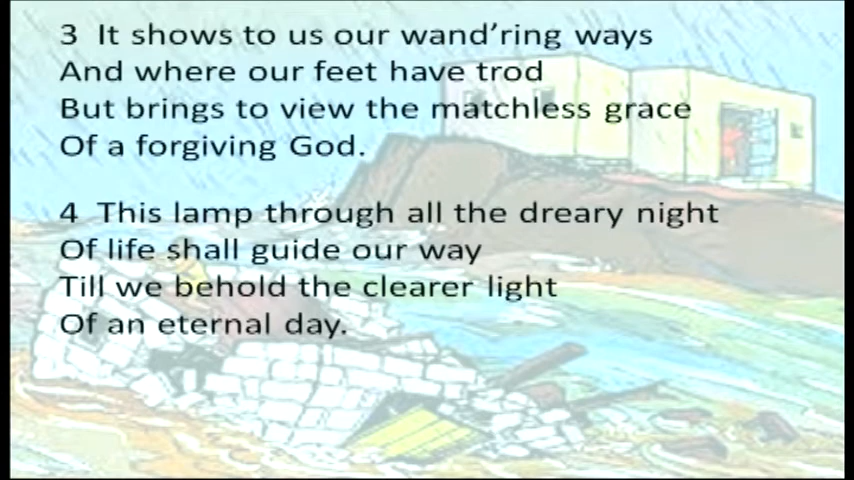 3 It shows to us our wand'ring ways
And where our feet have trod
But brings to view the matchless grace
Of a forgiving God.
4 This lamp through all the dreary night
Of life shall guide our way
Till we behold the clearer light
Of an eternal day.